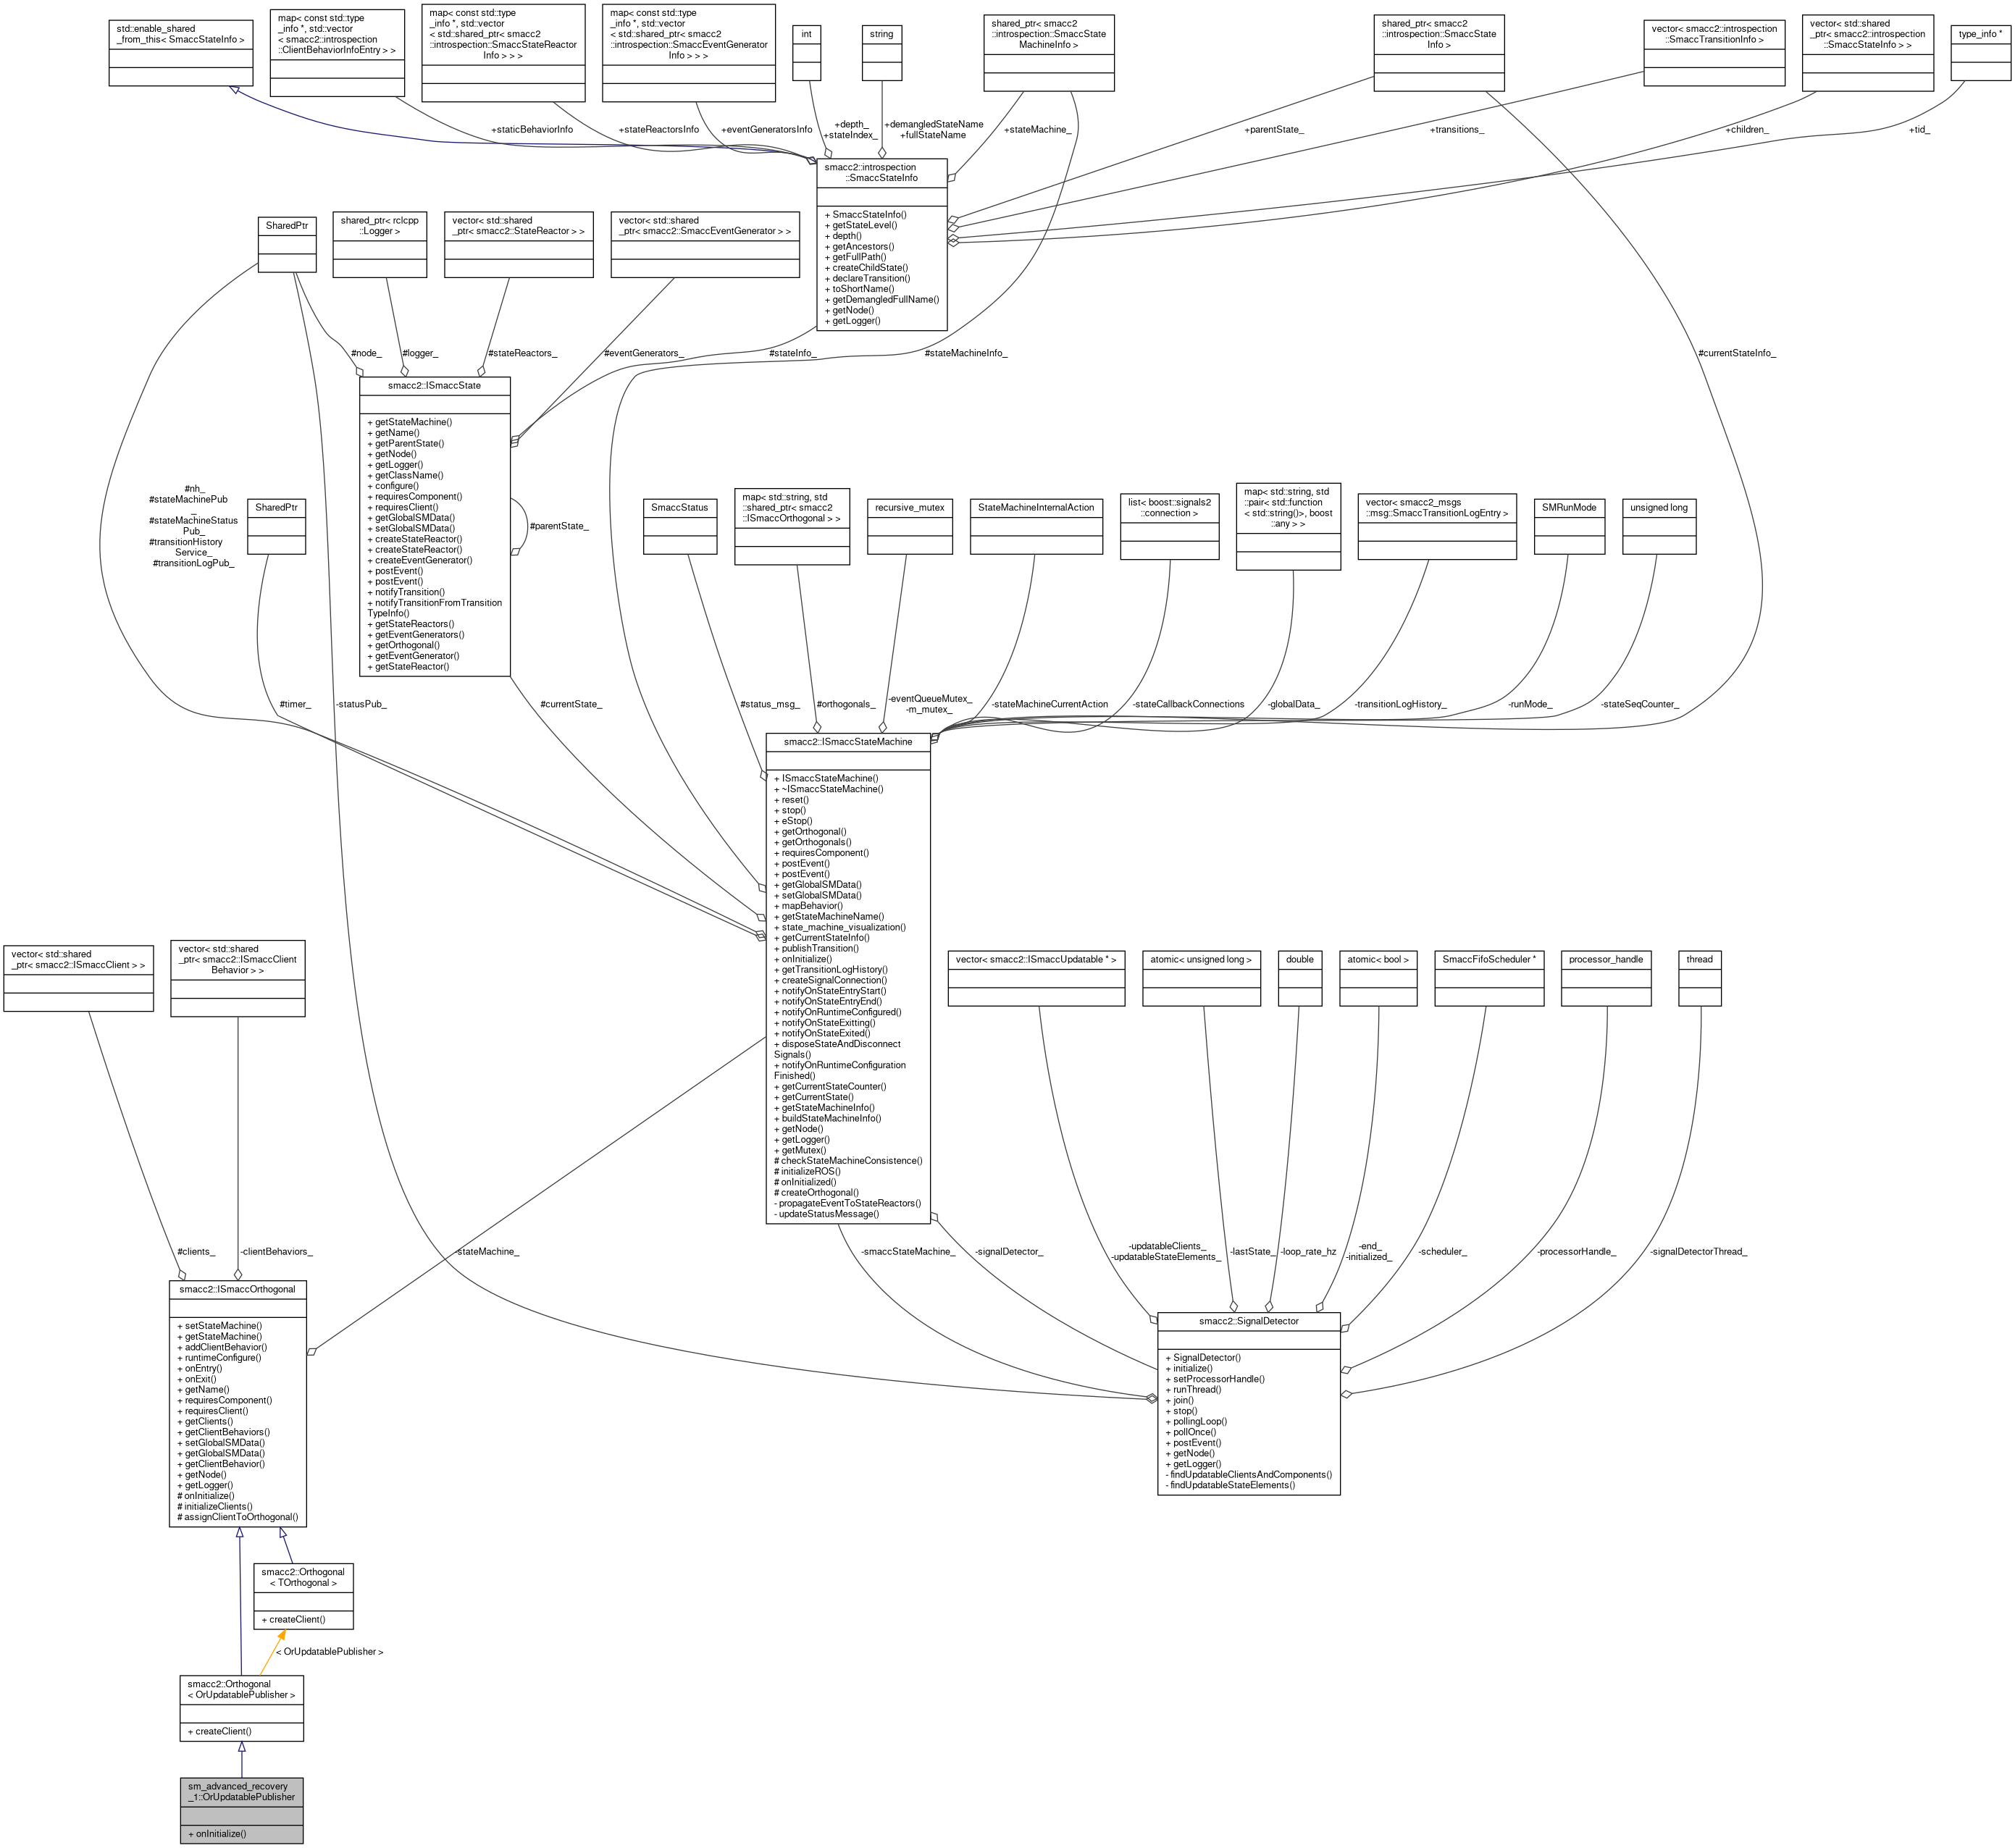 std::enable_shared
_from_this< SmaccStateInfo >
map< const std::type
_info *, std::vector
< smacc2::introspection
::ClientBehaviorInfoEntry > >
map< const std::type
_info *, std::vector
< std::shared_ptr< smacc2
::introspection::SmaccStateReactor
Info > > >
map< const std::type
_info *, std::vector
< std::shared_ptr< smacc2
::introspection::SmaccEventGenerator
Info > > >
int
string
shared_ptr< smacc2
::introspection::SmaccState
MachineInfo >
shared_ptr< smacc2
::introspection::SmaccState
Info >
vector< smacc2::introspection
::SmaccTransitionInfo >
vector< std::shared
_ptr< smacc2::introspection
::SmaccStateInfo > >
type_info *
+staticBehaviorInfo
+stateReactorsInfo
+eventGeneratorsInfo
+depth_
+stateIndex_
+demangledStateName
+fullStateName
+stateMachine_
+parentState_
+transitions_
+children_
+tid_
smacc2::introspection
::SmaccStateInfo
+ SmaccStateInfo()
+ getStateLevel()
+ depth()
+ getAncestors()
+ getFullPath()
+ createChildState()
+ declareTransition()
+ toShortName()
+ getDemangledFullName()
+ getNode()
+ getLogger()
SharedPtr
shared_ptr< rclcpp
::Logger >
vector< std::shared
_ptr< smacc2::StateReactor > >
vector< std::shared
_ptr< smacc2::SmaccEventGenerator > >
#node_
#logger_
#stateReactors_
#eventGenerators_
#stateInfo_
#stateMachineInfo_
#currentStateInfo_
smacc2::ISmaccState
+ getStateMachine()
+ getName()
+ getParentState()
+ getNode()
+ getLogger()
+ getClassName()
+ configure()
+ requiresComponent()
+ requiresClient()
+ getGlobalSMData()
+ setGlobalSMData()
+ createStateReactor()
+ createStateReactor()
+ createEventGenerator()
+ postEvent()
+ postEvent()
+ notifyTransition()
+ notifyTransitionFromTransition
TypeInfo()
+ getStateReactors()
+ getEventGenerators()
+ getOrthogonal()
+ getEventGenerator()
+ getStateReactor()
#parentState_
#nh_
#stateMachinePub
_
#stateMachineStatus
Pub_
#transitionHistory
Service_
#transitionLogPub_
SharedPtr
SmaccStatus
map< std::string, std
::shared_ptr< smacc2
::ISmaccOrthogonal > >
recursive_mutex
StateMachineInternalAction
list< boost::signals2
::connection >
map< std::string, std
::pair< std::function
< std::string()>, boost
::any > >
vector< smacc2_msgs
::msg::SmaccTransitionLogEntry >
SMRunMode
unsigned long
#timer_
-statusPub_
#currentState_
#status_msg_
#orthogonals_
-eventQueueMutex_
-m_mutex_
-stateMachineCurrentAction
-stateCallbackConnections
-globalData_
-transitionLogHistory_
-runMode_
-stateSeqCounter_
smacc2::ISmaccStateMachine
+ ISmaccStateMachine()
+ ~ISmaccStateMachine()
+ reset()
+ stop()
+ eStop()
+ getOrthogonal()
+ getOrthogonals()
+ requiresComponent()
+ postEvent()
+ postEvent()
+ getGlobalSMData()
+ setGlobalSMData()
+ mapBehavior()
+ getStateMachineName()
+ state_machine_visualization()
+ getCurrentStateInfo()
+ publishTransition()
+ onInitialize()
+ getTransitionLogHistory()
+ createSignalConnection()
+ notifyOnStateEntryStart()
+ notifyOnStateEntryEnd()
+ notifyOnRuntimeConfigured()
+ notifyOnStateExitting()
+ notifyOnStateExited()
+ disposeStateAndDisconnect
Signals()
+ notifyOnRuntimeConfiguration
Finished()
+ getCurrentStateCounter()
+ getCurrentState()
+ getStateMachineInfo()
+ buildStateMachineInfo()
+ getNode()
+ getLogger()
+ getMutex()
# checkStateMachineConsistence()
# initializeROS()
# onInitialized()
# createOrthogonal()
- propagateEventToStateReactors()
- updateStatusMessage()
vector< std::shared
_ptr< smacc2::ISmaccClient > >
vector< std::shared
_ptr< smacc2::ISmaccClient
Behavior > >
vector< smacc2::ISmaccUpdatable * >
atomic< unsigned long >
double
atomic< bool >
SmaccFifoScheduler *
processor_handle
thread
#clients_
-clientBehaviors_
-stateMachine_
-smaccStateMachine_
-signalDetector_
-updatableClients_
-updatableStateElements_
-lastState_
-loop_rate_hz
-end_
-initialized_
-scheduler_
-processorHandle_
-signalDetectorThread_
smacc2::ISmaccOrthogonal
+ setStateMachine()
+ getStateMachine()
+ addClientBehavior()
+ runtimeConfigure()
+ onEntry()
+ onExit()
+ getName()
+ requiresComponent()
+ requiresClient()
+ getClients()
+ getClientBehaviors()
+ setGlobalSMData()
+ getGlobalSMData()
+ getClientBehavior()
+ getNode()
+ getLogger()
# onInitialize()
# initializeClients()
# assignClientToOrthogonal()
smacc2::SignalDetector
+ SignalDetector()
+ initialize()
+ setProcessorHandle()
+ runThread()
+ join()
+ stop()
+ pollingLoop()
+ pollOnce()
+ postEvent()
+ getNode()
+ getLogger()
- findUpdatableClientsAndComponents()
- findUpdatableStateElements()
smacc2::Orthogonal
< TOrthogonal >
+ createClient()
< OrUpdatablePublisher >
smacc2::Orthogonal
< OrUpdatablePublisher >
+ createClient()
sm_advanced_recovery
_1::OrUpdatablePublisher
+ onInitialize()